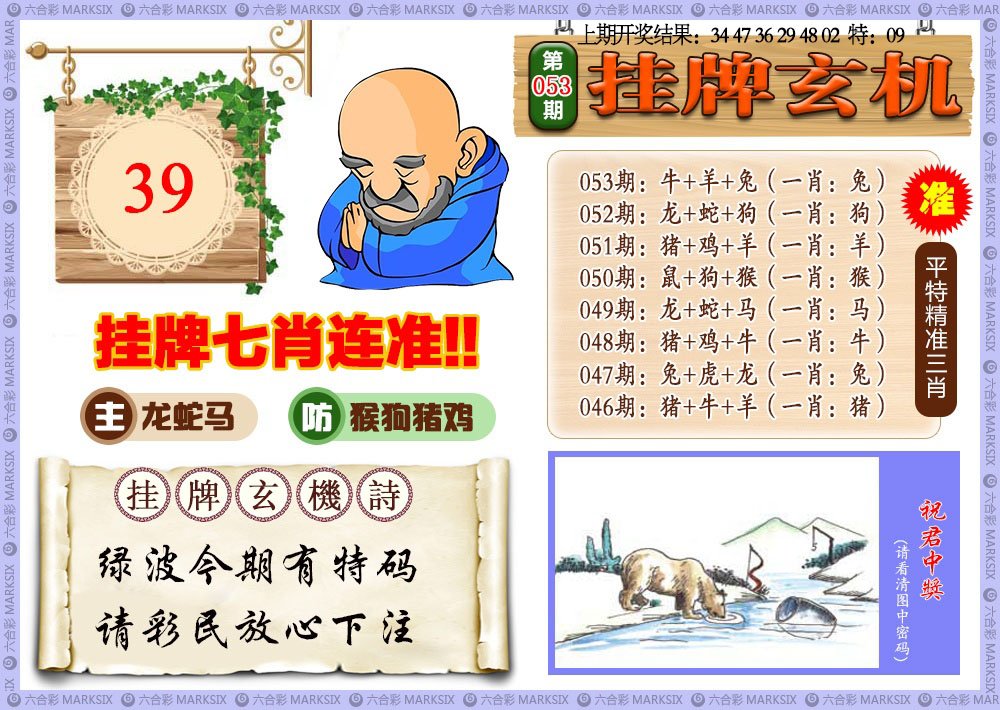 上期开奖结果：34 47 36 29 48 02 特：09
第053期
挂牌玄机
39
053期：牛+羊+兔（一肖：兔）
052期：龙+蛇+狗（一肖：狗）
051期：猪+鸡+羊（一肖：羊）
050期：鼠+狗+猴（一肖：猴）
049期：龙+蛇+马（一肖：马）
048期：猪+鸡+牛（一肖：牛）
047期：兔+虎+龙（一肖：兔）
046期：猪+牛+羊（一肖：猪）
准
平特精准三肖
挂牌七肖连准!!
主 龙蛇马
防 猴狗猪鸡
挂牌玄機詩
绿波今期有特码
请彩民放心下注
祝君中獎
（请看清图中密码）
六合彩 MARKSIX